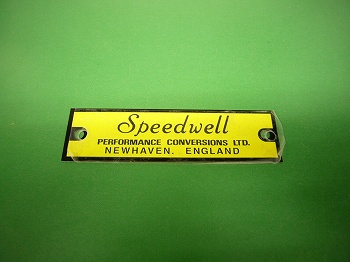 Speedwell
PERFORMANCE CONVERSIONS LTD.
NEWHAVEN. ENGLAND